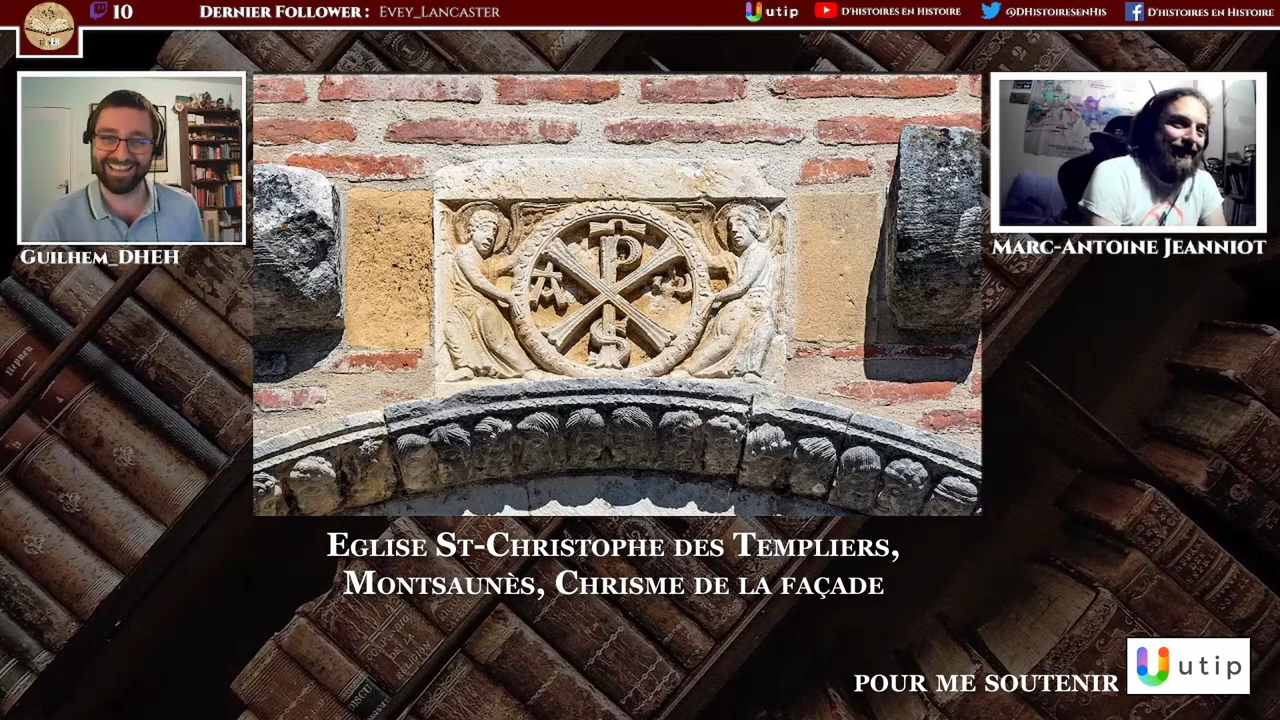 10
DERNIER FOLLOWER : EVEY_LANCASTER
utip
D'HISTOIRES EN HISTOIRE
@DHISTOIRESENHIS
D'HISTOIRES EN HISTOIRE
GUILHEM_DHEH
MARC-ANTOINE JEANNIOT
EGLISE ST-CHRISTOPHE DES TEMPLIERS,
MONTSAUNÈS, CHRISME DE LA FAÇADE
POUR ME SOUTENIR
utip